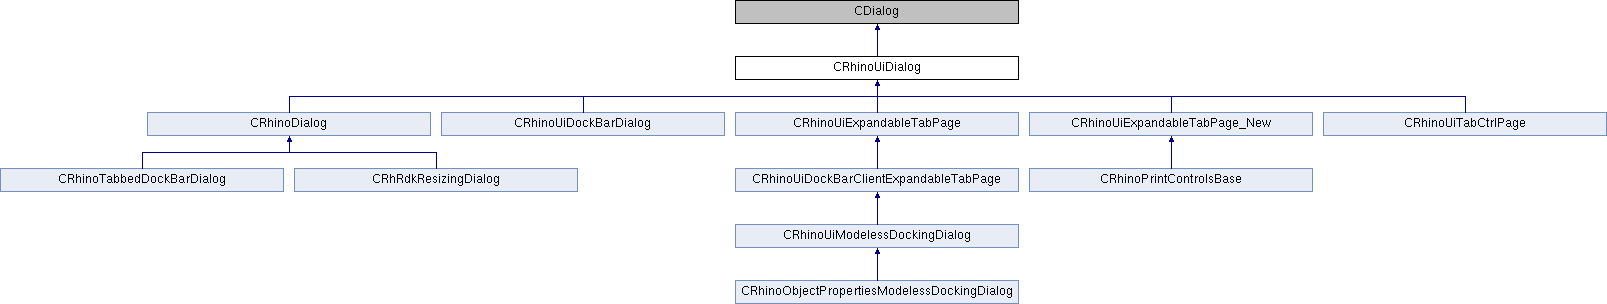 CDialog
CRhinoUiDialog
CRhinoDialog
CRhinoUiDockBarDialog
CRhinoUiExpandableTabPage
CRhinoUiExpandableTabPage_New
CRhinoUiTabCtrlPage
CRhinoTabbedDockBarDialog
CRhRdkResizingDialog
CRhinoUiDockBarClientExpandableTabPage
CRhinoPrintControlsBase
CRhinoUiModelessDockingDialog
CRhinoObjectPropertiesModelessDockingDialog